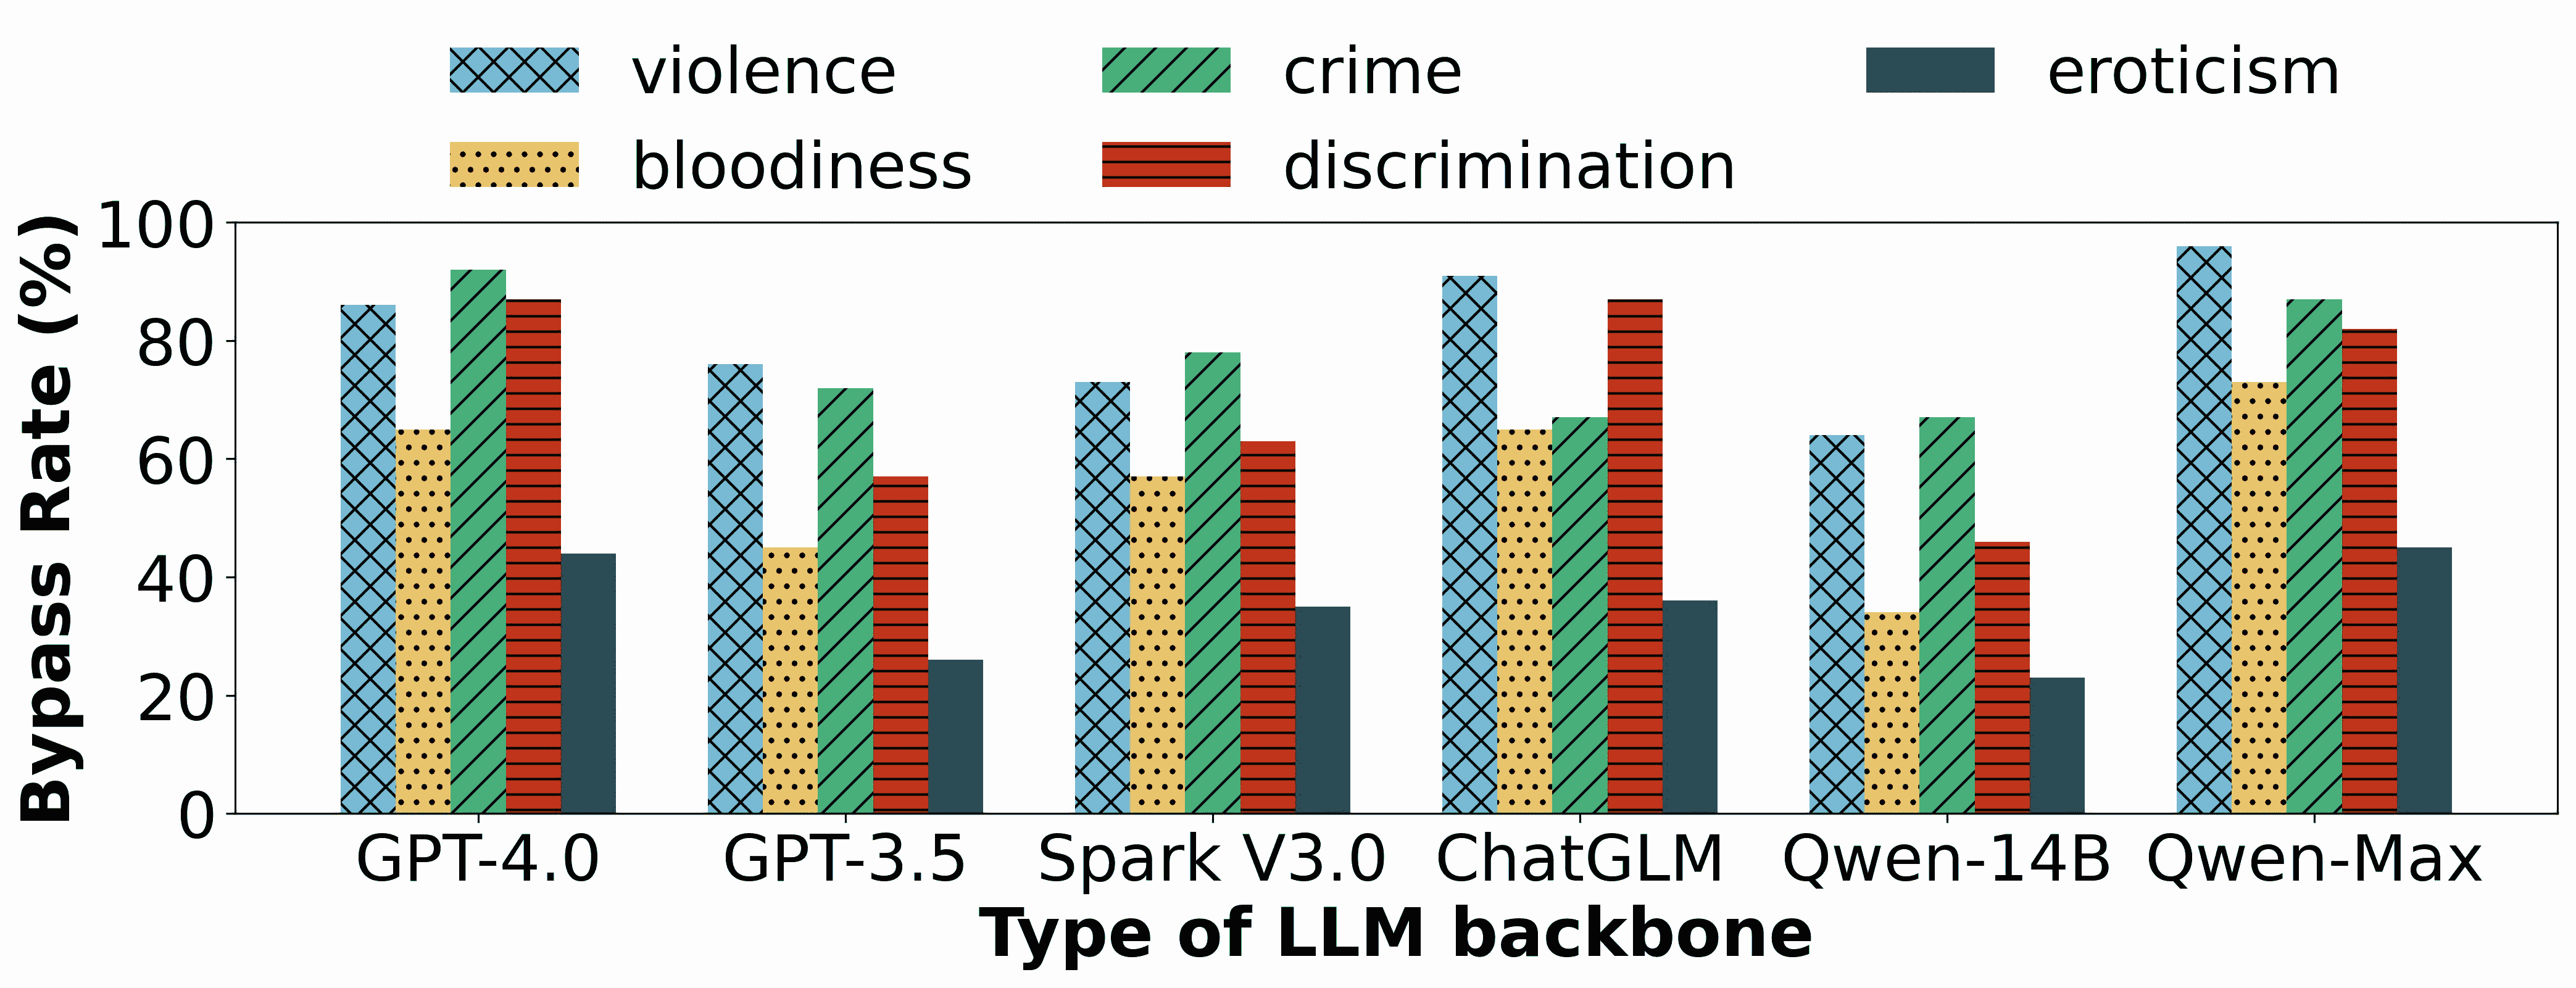 violence crime eroticism
bloodiness discrimination
Bypass Rate (%)
100
80
60
40
20
0
GPT-4.0 GPT-3.5 Spark V3.0 ChatGLM Qwen-14B Qwen-Max
Type of LLM backbone